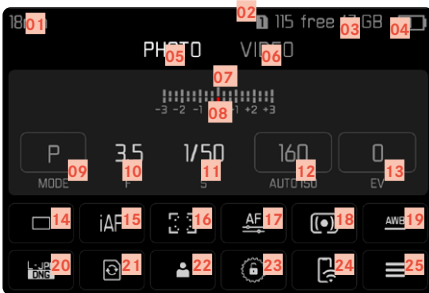 01 02 1 115 free 03 GB 04
PHOTO 05 VIDEO 06
07
-3 -2 -1 08 +1 +2 +3
P 09 3.5 10 1/50 11 160 12 0 13
MODE F S AUTO ISO EV
14 iAF 15 16 AF 17 18 AWB 19
L-JPG DNG 20 21 22 23 24 25